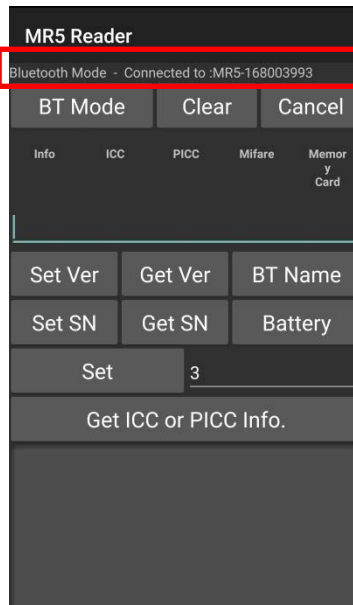 MR5 Reader
Bluetooth Mode - Connected to :MR5-168003993
BT Mode Clear Cancel
Info ICC PICC Mifare Memor
y
Card
Set Ver Get Ver BT Name
Set SN Get SN Battery
Set 3
Get ICC or PICC Info.